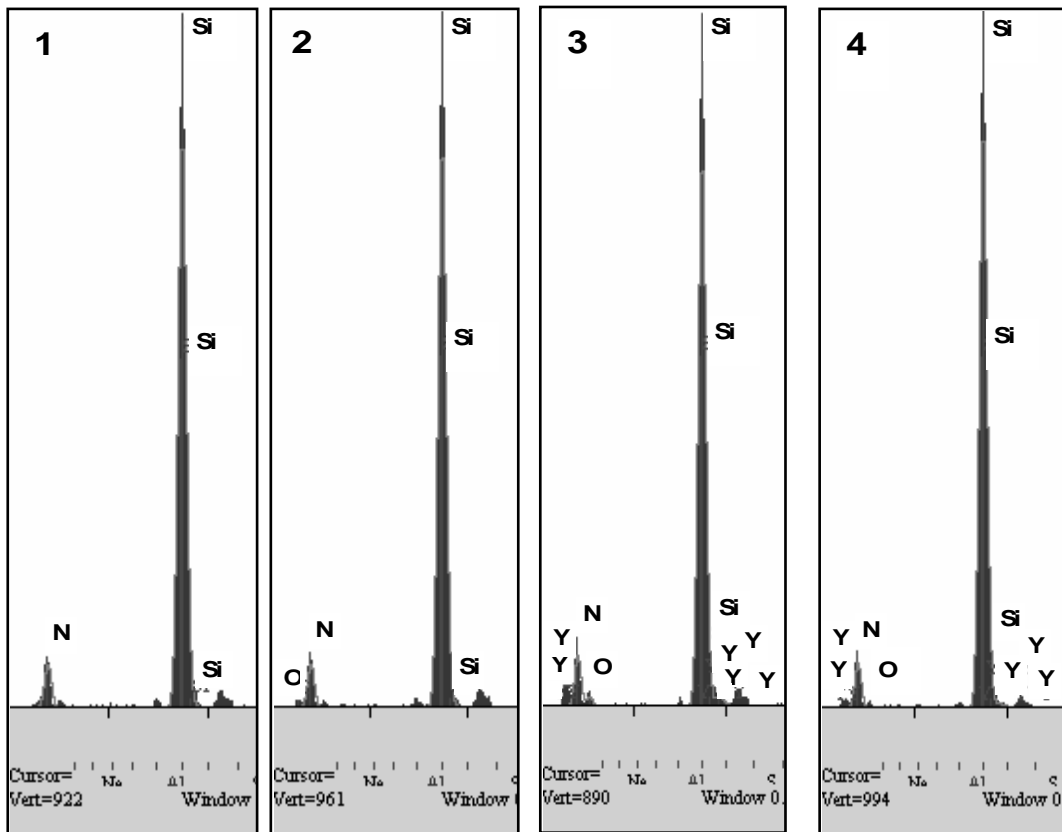 1
Si
Si
N
Si
Cursor=
Vert=922
Window
2
Si
Si
N
O
Si
Cursor=
Vert=961
Window
3
Si
Si
Si
N
Y
Y
O
Y
Y
Y
Y
Cursor=
Vert=890
Window 0.
4
Si
Si
Si
Y
N
Y
O
Y
Y
Y
Cursor=
Vert=994
Window 0.